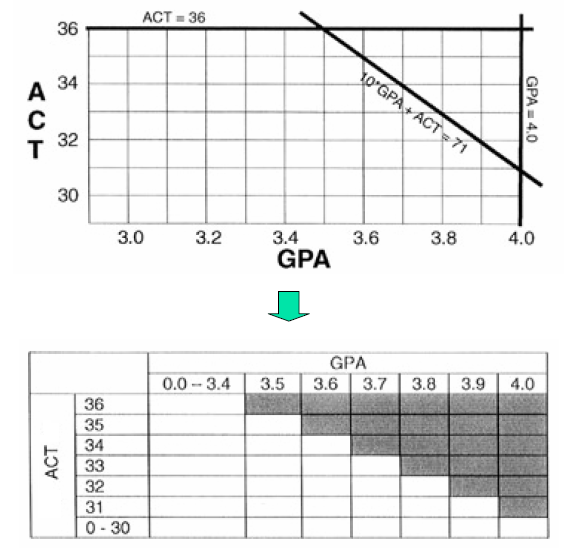 ACT = 36
36
34
32
30
ACT
10*GPA + ACT = 71
GPA = 4.0
3.0 3.2 3.4 3.6 3.8 4.0
GPA
GPA
0.0 – 3.4 3.5 3.6 3.7 3.8 3.9 4.0
ACT
36
35
34
33
32
31
0 - 30